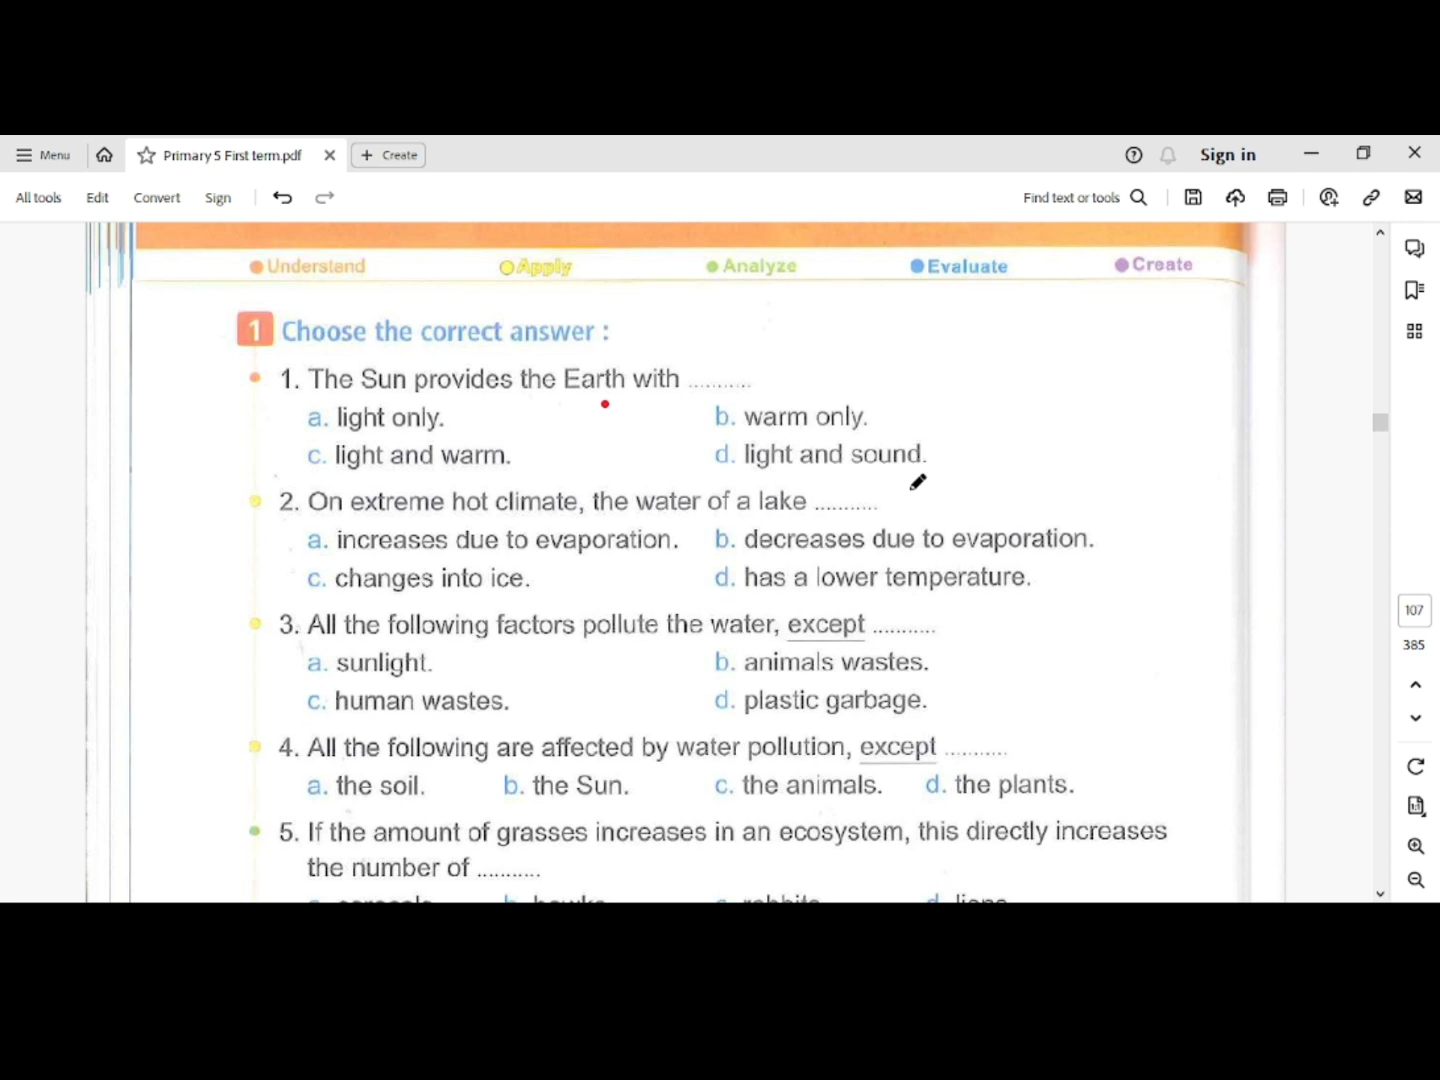 Menu
Primary 5 First term.pdf
Create
Sign in
All tools Edit Convert Sign
Find text or tools
Understand Apply Analyze Evaluate Create
1 Choose the correct answer :
1. The Sun provides the Earth with ...........
a. light only. b. warm only.
c. light and warm. d. light and sound.
2. On extreme hot climate, the water of a lake ...........
a. increases due to evaporation. b. decreases due to evaporation.
c. changes into ice. d. has a lower temperature.
3. All the following factors pollute the water, except ...........
a. sunlight. b. animals wastes.
c. human wastes. d. plastic garbage.
4. All the following are affected by water pollution, except ...........
a. the soil. b. the Sun. c. the animals. d. the plants.
5. If the amount of grasses increases in an ecosystem, this directly increases
the number of ...........
107
385